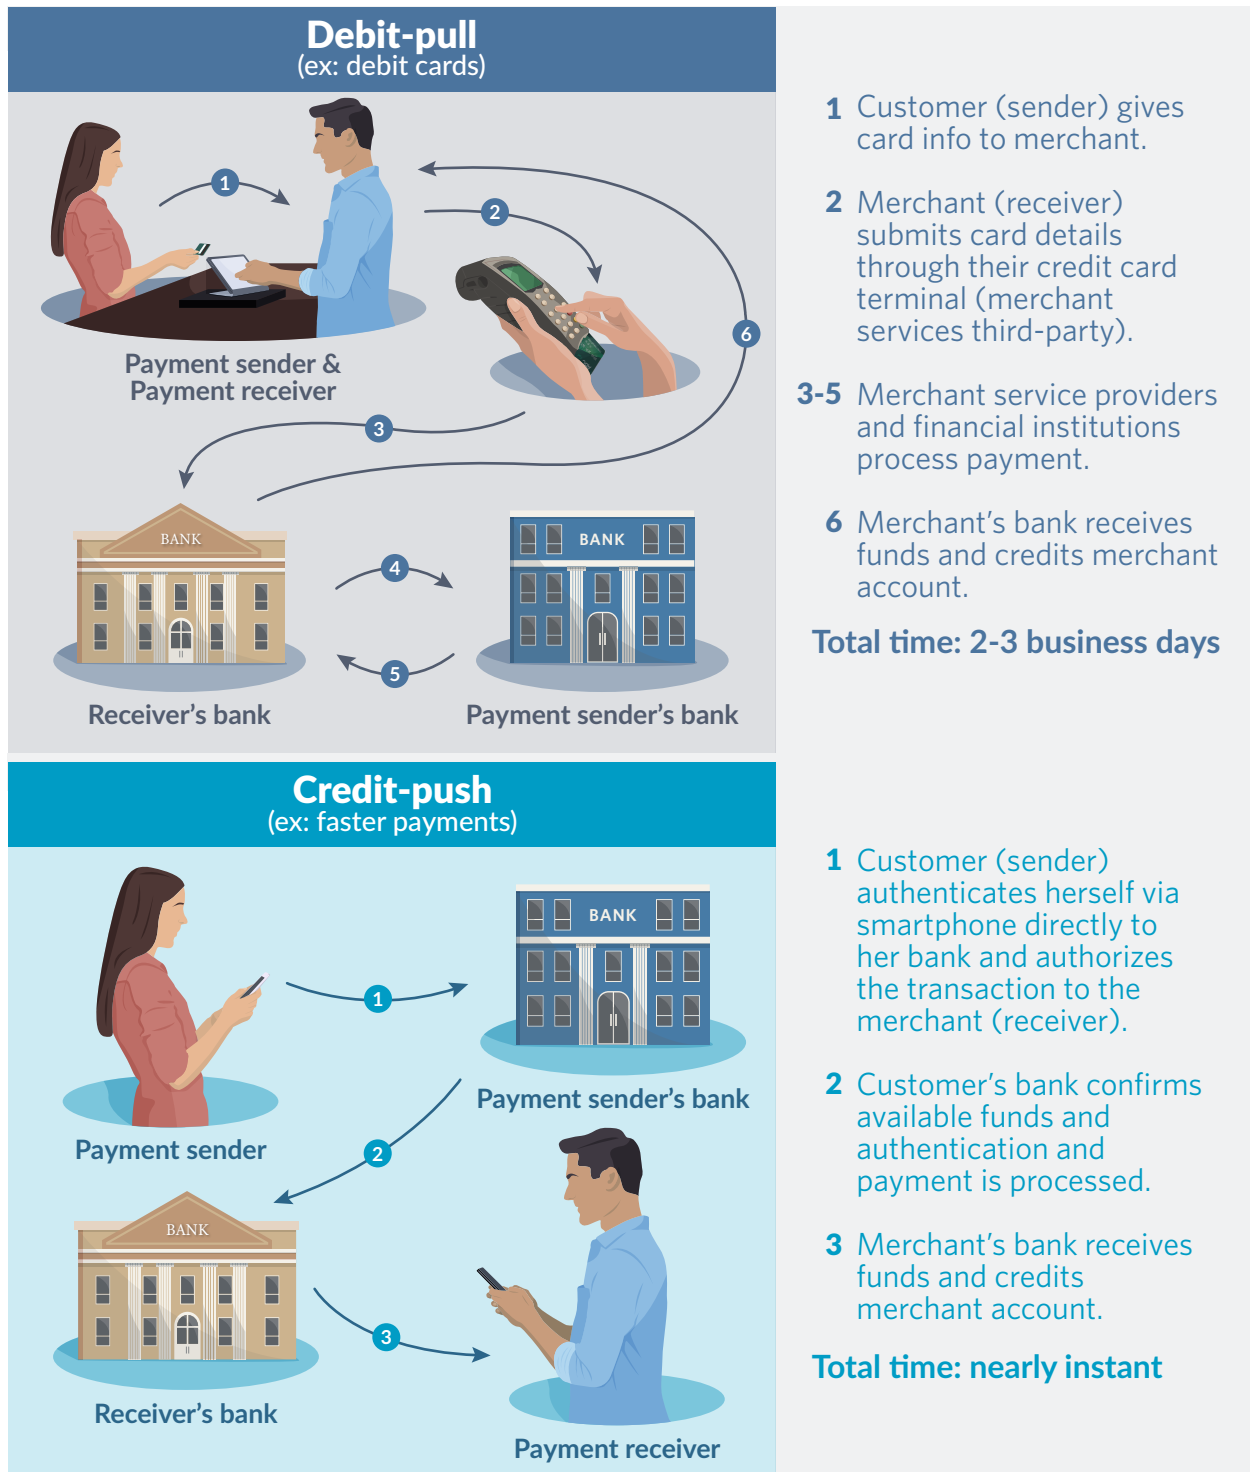 Debit-pull
(ex: debit cards)
1
2
6
Payment sender &
Payment receiver
3
BANK
BANK
4
5
Receiver's bank
Payment sender's bank
1 Customer (sender) gives
card info to merchant.
2 Merchant (receiver)
submits card details
through their credit card
terminal (merchant
services third-party).
3-5 Merchant service providers
and financial institutions
process payment.
6 Merchant's bank receives
funds and credits merchant
account.
Total time: 2-3 business days
Credit-push
(ex: faster payments)
BANK
1
Payment sender's bank
Payment sender
2
BANK
3
Receiver's bank
Payment receiver
1 Customer (sender)
authenticates herself via
smartphone directly to
her bank and authorizes
the transaction to the
merchant (receiver).
2 Customer's bank confirms
available funds and
authentication and
payment is processed.
3 Merchant's bank receives
funds and credits
merchant account.
Total time: nearly instant